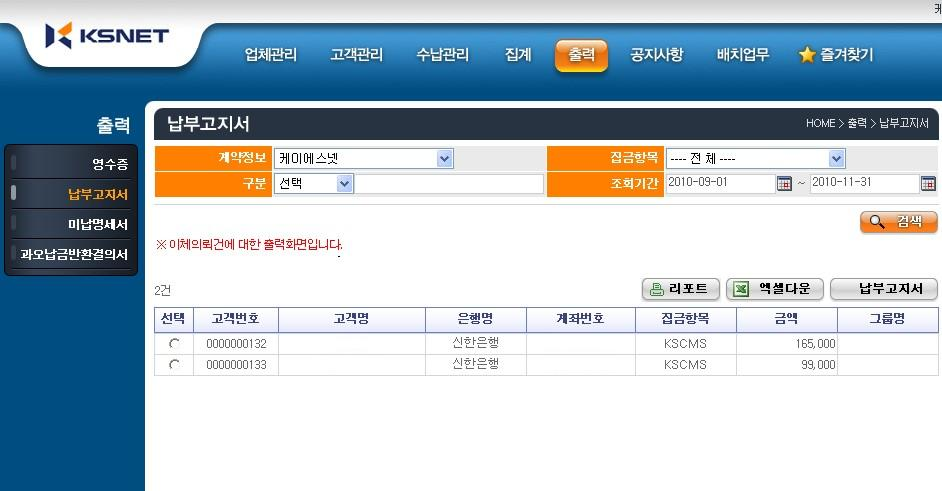 케
KSNET
업체관리 고객관리 수납관리 집계 출력 공지사항 배치업무 즐겨찾기
출력
영수증
납부고지서
미납명세서
과오납금반환결의서
납부고지서
HOME > 출력 > 납부고지서
계약정보 케이에스넷 집금항목 ---- 전 체 ----
구분 선택 조회기간 2010-09-01 ~ 2010-11-31
검색
※ 이체의뢰건에 대한 출력화면입니다.
2건
리포트 엑셀다운 납부고지서
선택 고객번호 고객명 은행명 계좌번호 집금항목 금액 그룹명
0000000132 신한은행 KSCMS 165,000
0000000133 신한은행 KSCMS 99,000